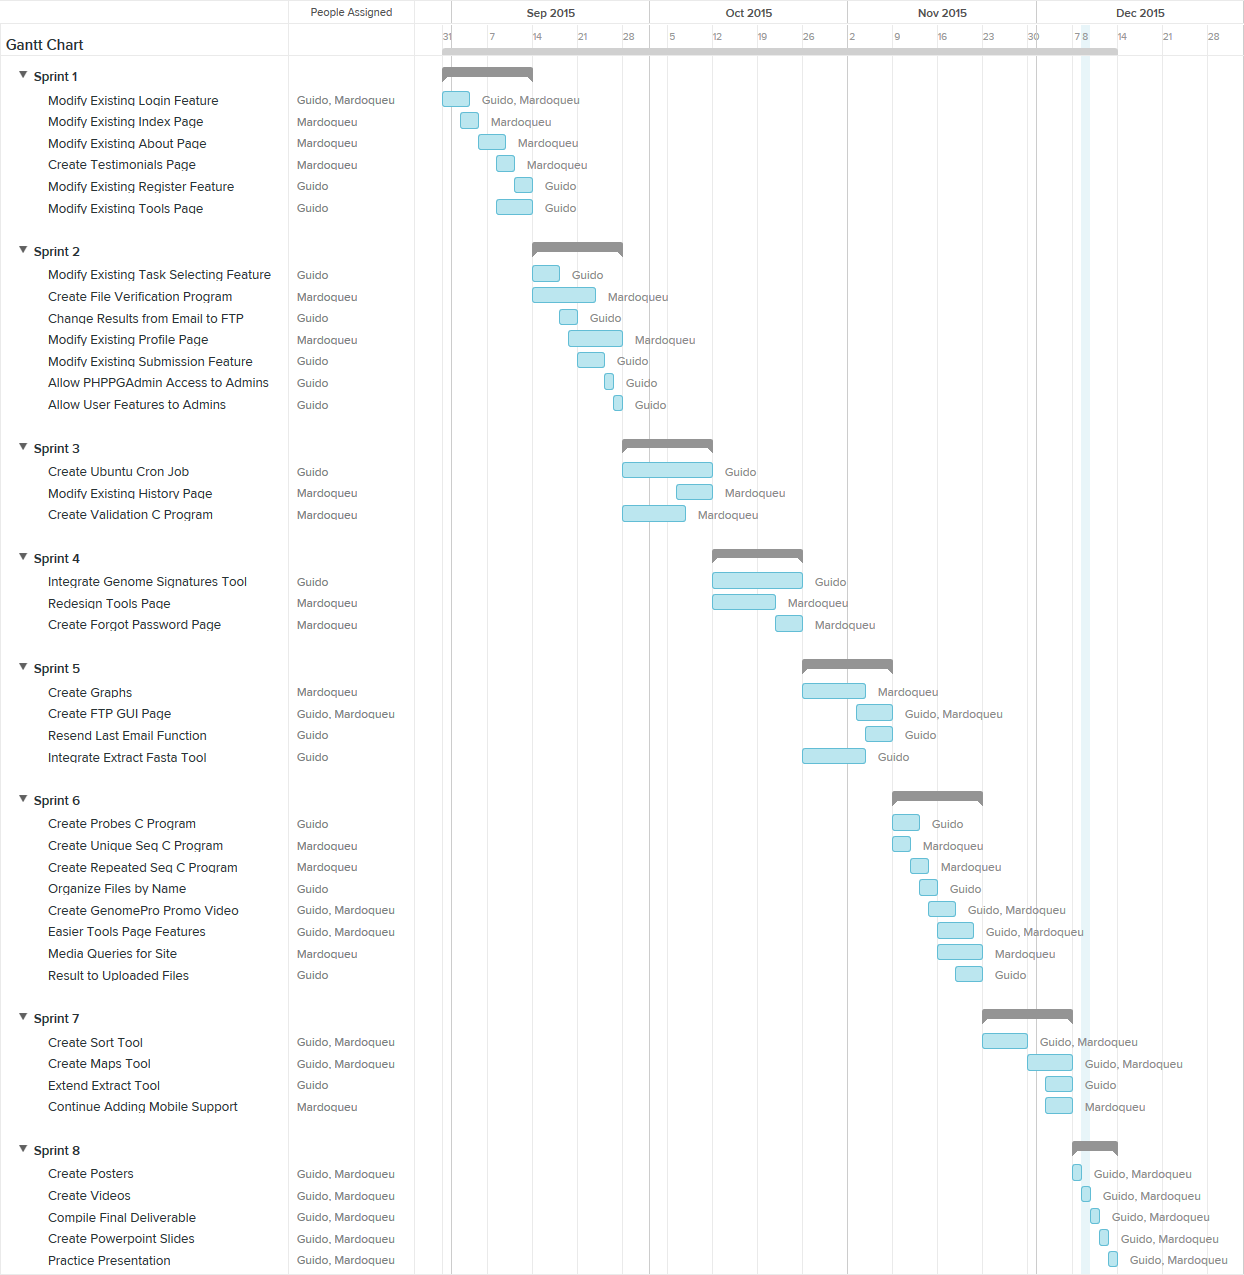 People Assigned Sep 2015 Oct 2015 Nov 2015 Dec 2015
Gantt Chart 31 7 14 21 28 5 12 19 26 2 9 16 23 30 7 8 14 21 28
Sprint 1
Modify Existing Login Feature Guido, Mardoqueu Guido, Mardoqueu
Modify Existing Index Page Mardoqueu Mardoqueu
Modify Existing About Page Mardoqueu Mardoqueu
Create Testimonials Page Mardoqueu Mardoqueu
Modify Existing Register Feature Guido Guido
Modify Existing Tools Page Guido Guido
Sprint 2
Modify Existing Task Selecting Feature Guido Guido
Create File Verification Program Mardoqueu Mardoqueu
Change Results from Email to FTP Guido Guido
Modify Existing Profile Page Mardoqueu Mardoqueu
Modify Existing Submission Feature Guido Guido
Allow PHPPGAdmin Access to Admins Guido Guido
Allow User Features to Admins Guido Guido
Sprint 3
Create Ubuntu Cron Job Guido Guido
Modify Existing History Page Mardoqueu Mardoqueu
Create Validation C Program Mardoqueu Mardoqueu
Sprint 4
Integrate Genome Signatures Tool Guido Guido
Redesign Tools Page Mardoqueu Mardoqueu
Create Forgot Password Page Mardoqueu Mardoqueu
Sprint 5
Create Graphs Mardoqueu Mardoqueu
Create FTP GUI Page Guido, Mardoqueu Guido, Mardoqueu
Resend Last Email Function Guido Guido
Integrate Extract Fasta Tool Guido Guido
Sprint 6
Create Probes C Program Guido Guido
Create Unique Seq C Program Mardoqueu Mardoqueu
Create Repeated Seq C Program Mardoqueu Mardoqueu
Organize Files by Name Guido Guido
Create GenomePro Promo Video Guido, Mardoqueu Guido, Mardoqueu
Easier Tools Page Features Guido, Mardoqueu Guido, Mardoqueu
Media Queries for Site Mardoqueu Mardoqueu
Result to Uploaded Files Guido Guido
Sprint 7
Create Sort Tool Guido, Mardoqueu Guido, Mardoqueu
Create Maps Tool Guido, Mardoqueu Guido, Mardoqueu
Extend Extract Tool Guido Guido
Continue Adding Mobile Support Mardoqueu Mardoqueu
Sprint 8
Create Posters Guido, Mardoqueu Guido, Mardoqueu
Create Videos Guido, Mardoqueu Guido, Mardoqueu
Compile Final Deliverable Guido, Mardoqueu Guido, Mardoqueu
Create Powerpoint Slides Guido, Mardoqueu Guido, Mardoqueu
Practice Presentation Guido, Mardoqueu Guido, Mardoqueu